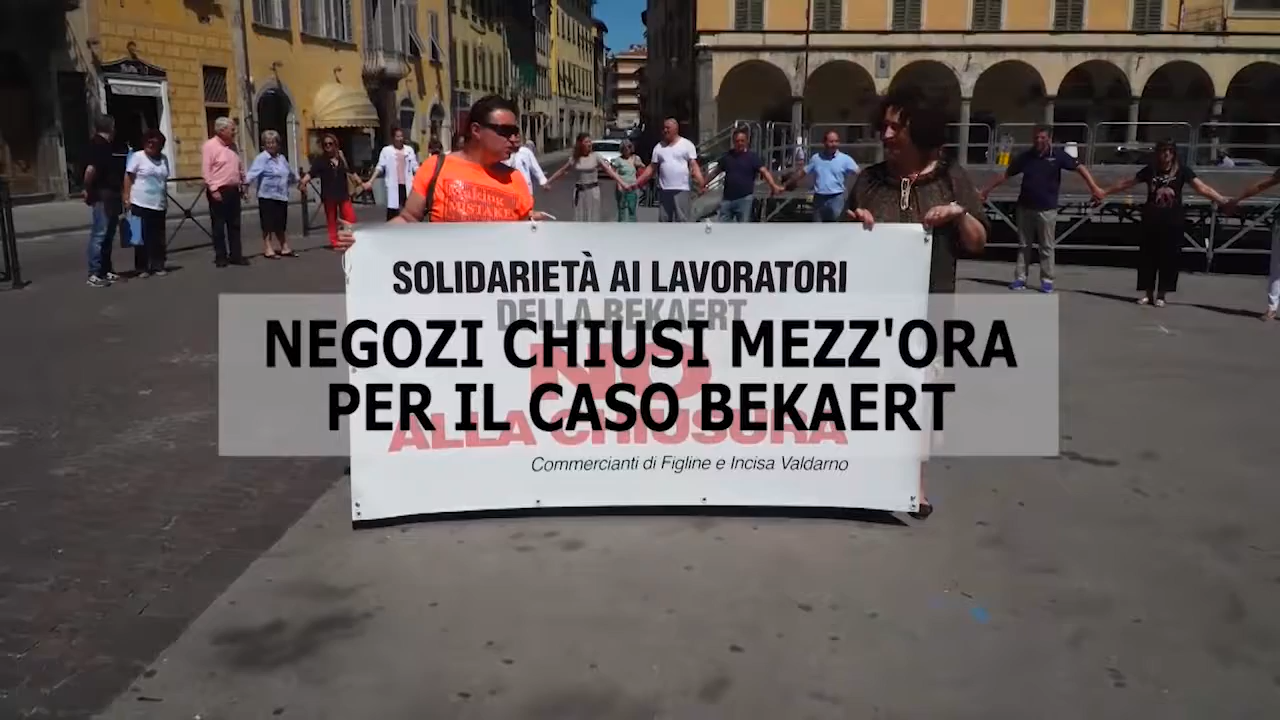 SOLIDARIETÀ AI LAVORATORI
DELLA BEKAERT
NEGOZI CHIUSI MEZZ'ORA
NO
PER IL CASO BEKAERT
ALLA CHIUSURA
Commercianti di Figline e Incisa Valdarno
MISTAKE